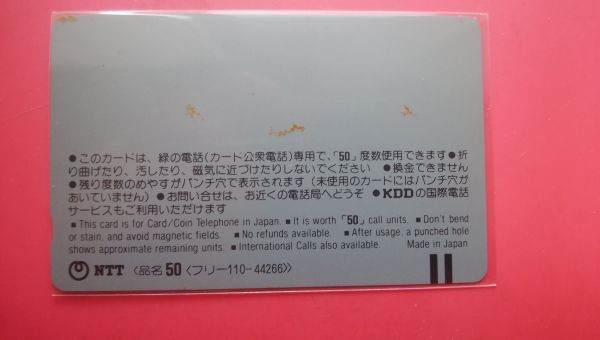 ●このカードは、緑の電話(カード公衆電話)専用で、「50」度数使用できます●折
り曲げたり、汚したり、磁気に近づけたりしないでください ●換金できません
●残り度数のめやすがパンチ穴で表示されます(未使用のカードにはパンチ穴が
あいていません)●お問い合せは、お近くの電話局へどうぞ ●KDDの国際電話
サービスもご利用いただけます
■This card is for Card/Coin Telephone in Japan. ■It is worth「50」call units. ■Don't bend
or stain, and avoid magnetic fields. ■No refunds available. ■After usage, a punched hole
shows approximate remaining units. ■International Calls also available. Made in Japan
NTT 〈品名50〈フリー110-44266〉〉